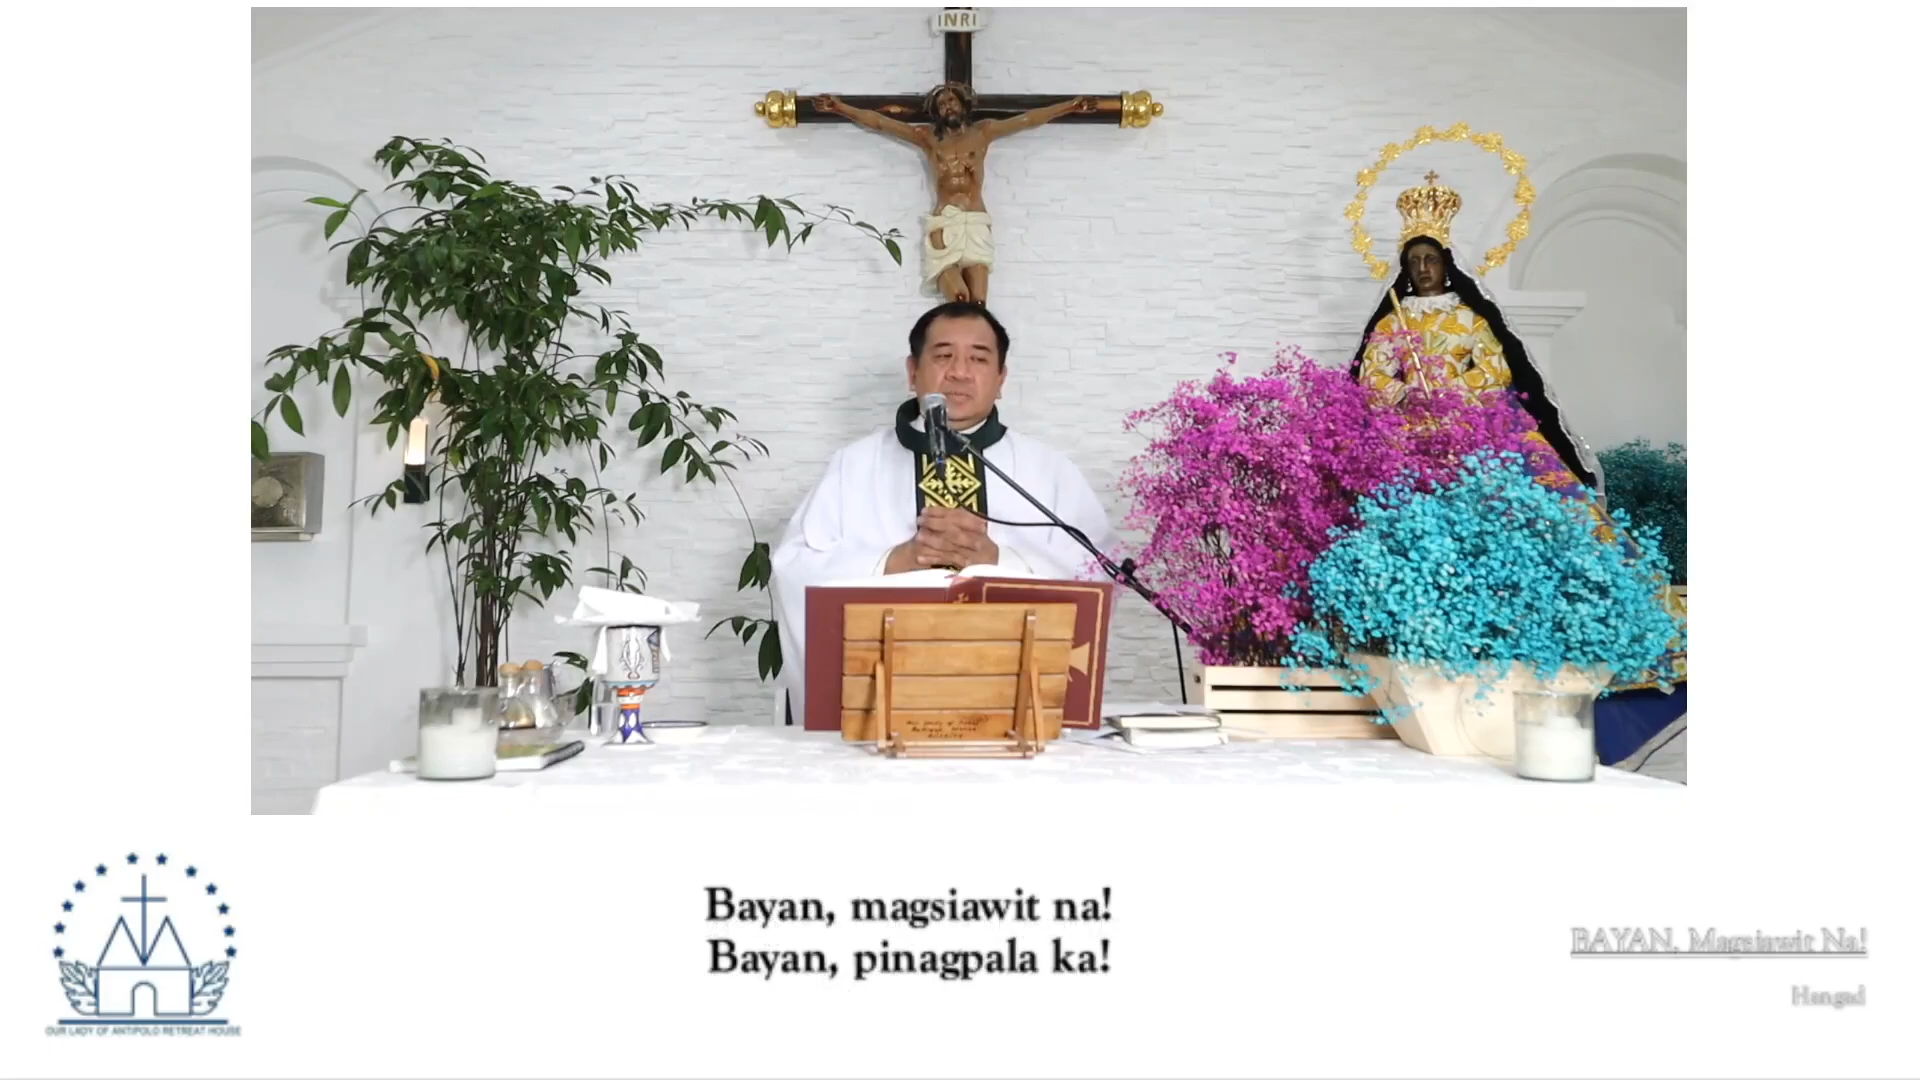 INRI
Bayan, magsiawit na!
Bayan, pinagpala ka!
BAYAN, Magsiawit Na!
Hangad
OUR LADY OF ANTIPOLO RETREAT HOUSE